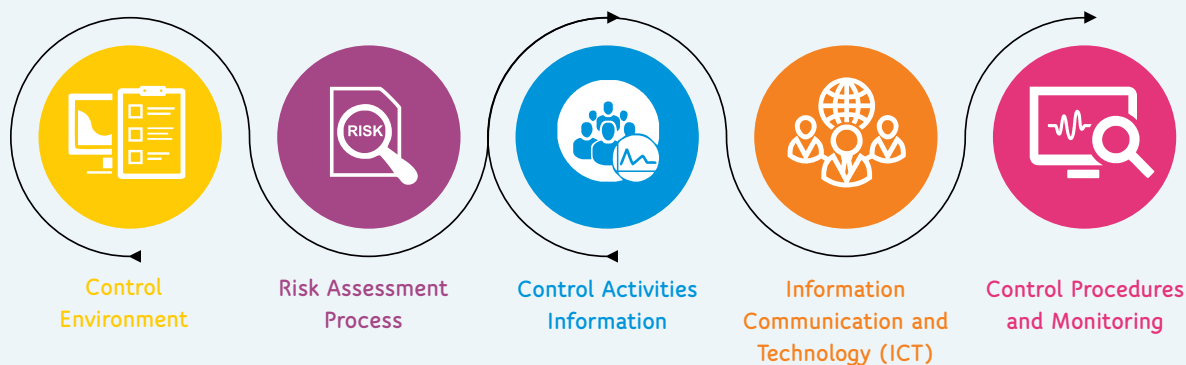 RISK
Control
Environment
Risk Assessment
Process
Control Activities
Information
Information
Communication and
Technology (ICT)
Control Procedures
and Monitoring